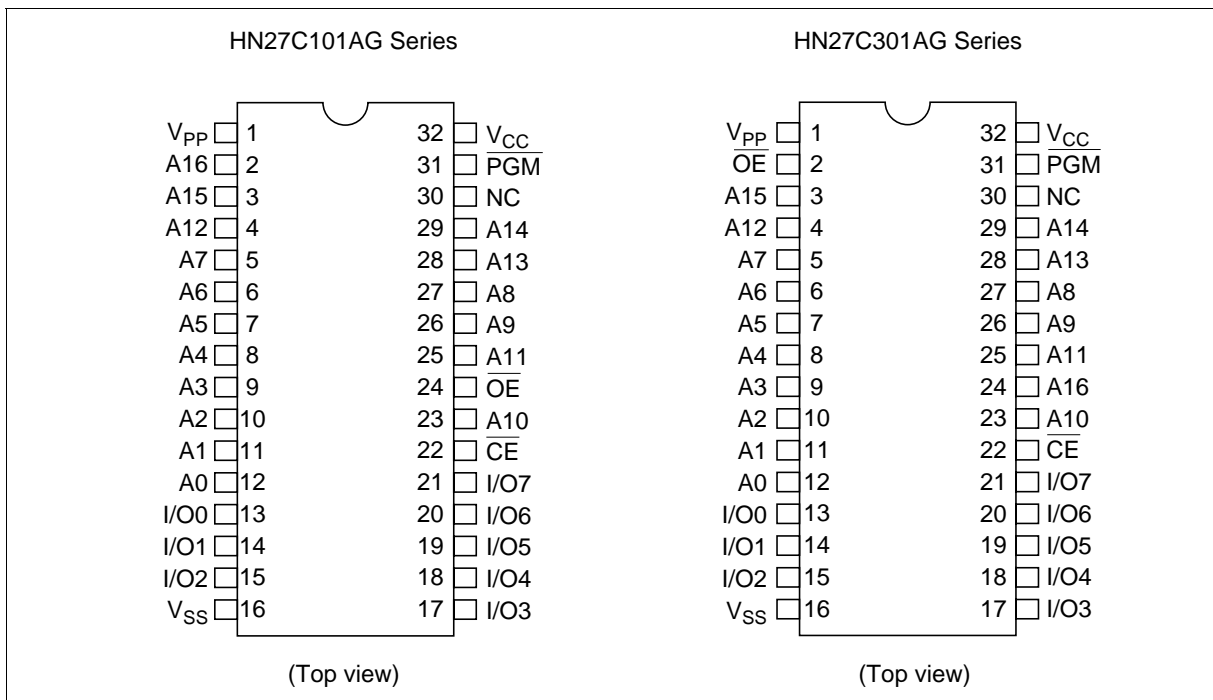 HN27C101AG Series
VPP 1 32 VCC
A16 2 31 PGM
A15 3 30 NC
A12 4 29 A14
A7 5 28 A13
A6 6 27 A8
A5 7 26 A9
A4 8 25 A11
A3 9 24 OE
A2 10 23 A10
A1 11 22 CE
A0 12 21 I/O7
I/O0 13 20 I/O6
I/O1 14 19 I/O5
I/O2 15 18 I/O4
VSS 16 17 I/O3
(Top view)
HN27C301AG Series
VPP 1 32 VCC
OE 2 31 PGM
A15 3 30 NC
A12 4 29 A14
A7 5 28 A13
A6 6 27 A8
A5 7 26 A9
A4 8 25 A11
A3 9 24 A16
A2 10 23 A10
A1 11 22 CE
A0 12 21 I/O7
I/O0 13 20 I/O6
I/O1 14 19 I/O5
I/O2 15 18 I/O4
VSS 16 17 I/O3
(Top view)